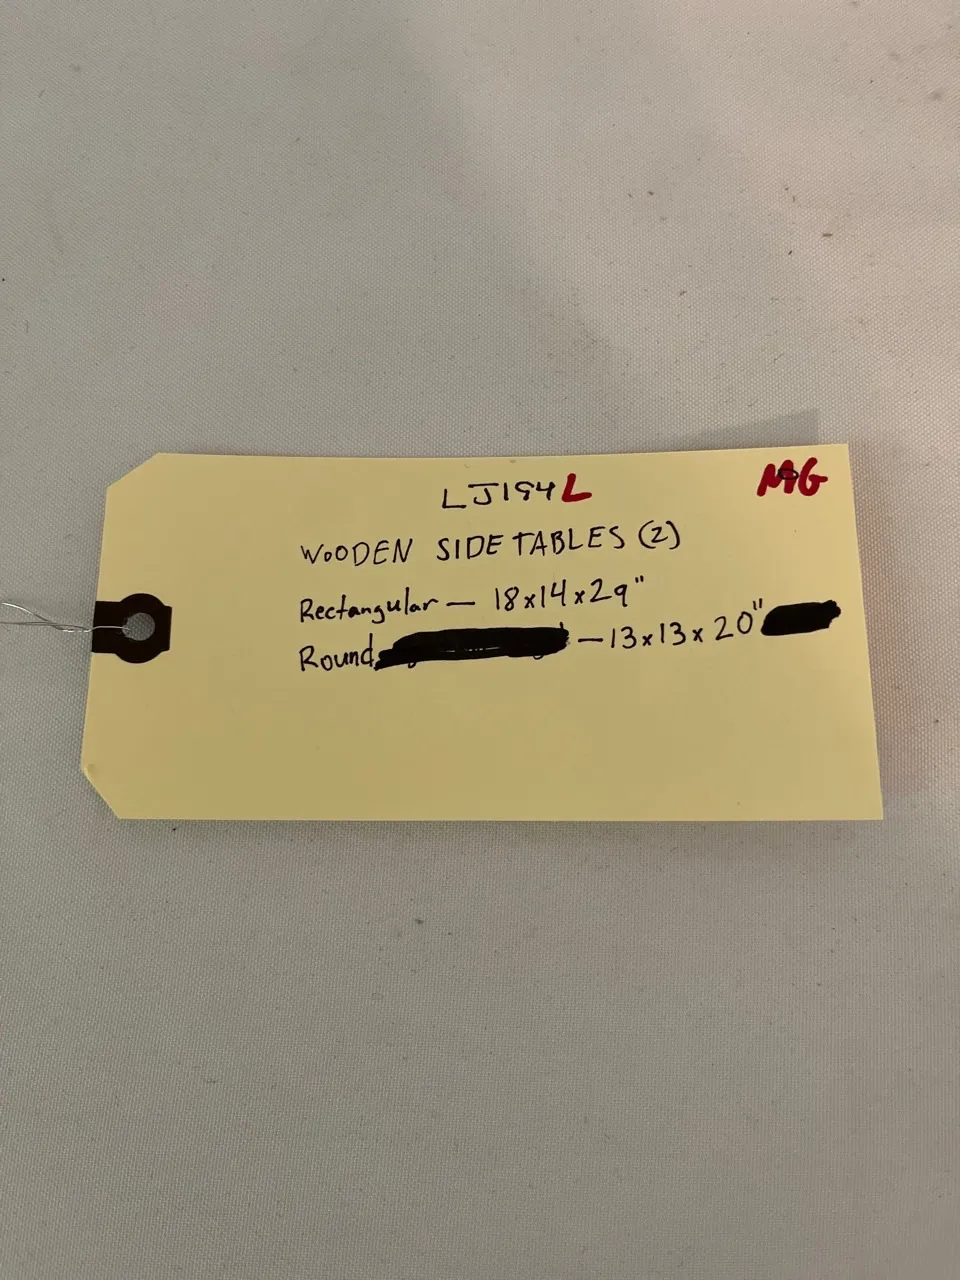 LJ194L
MG
WOODEN SIDE TABLES (2)
Rectangular — 18x14x29"
Round — 13x13x20"